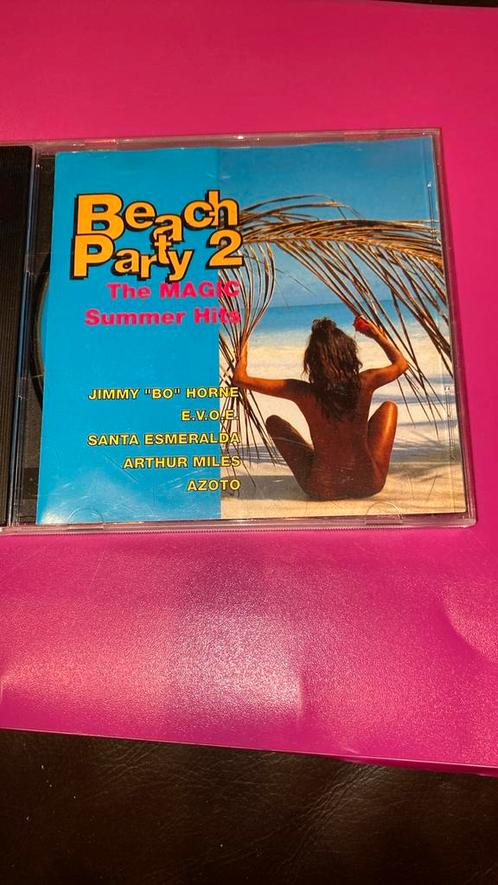 Beach
Party 2
The MAGIC
Summer Hits
JIMMY "BO" HORNE
E.V.O.E.
SANTA ESMERALDA
ARTHUR MILES
AZOTO